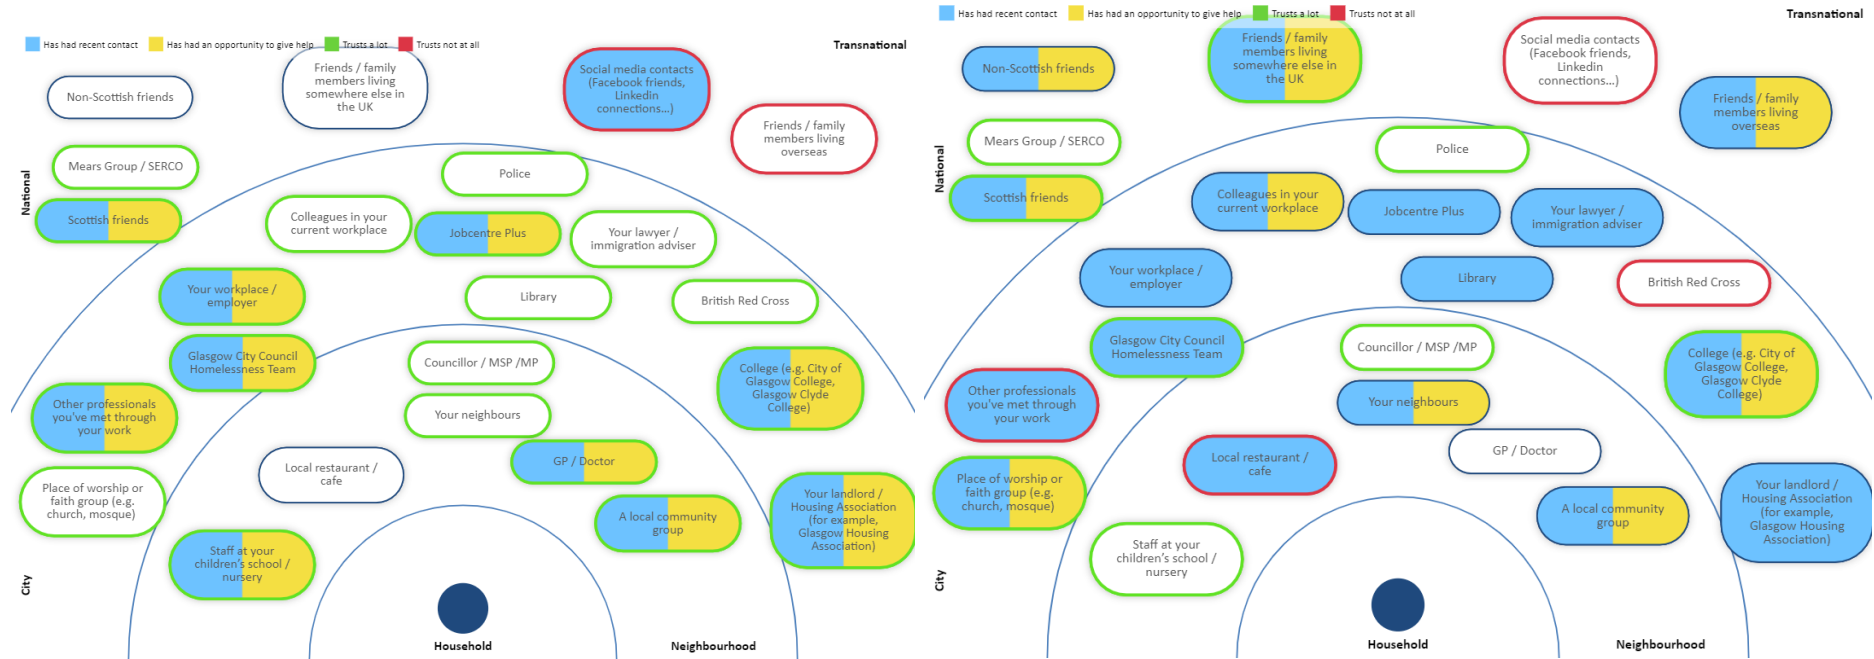 Has had recent contact
Has had an opportunity to give help
Trusts a lot
Trusts not at all
Transnational
National
City
Non-Scottish friends
Friends / family
members living
somewhere else in
the UK
Social media contacts
(Facebook friends,
Linkedin
connections...)
Friends / family
members living
overseas
Mears Group / SERCO
Scottish friends
Police
Colleagues in your
current workplace
Jobcentre Plus
Your lawyer /
immigration adviser
Your workplace /
employer
Library
British Red Cross
Glasgow City Council
Homelessness Team
Councillor / MSP /MP
College (e.g. City of
Glasgow College,
Glasgow Clyde
College)
Other professionals
you've met through
your work
Your neighbours
Local restaurant /
cafe
GP / Doctor
Place of worship or
faith group (e.g.
church, mosque)
A local community
group
Your landlord /
Housing Association
(for example,
Glasgow Housing
Association)
Staff at your
children's school /
nursery
Household
Neighbourhood
Has had recent contact
Has had an opportunity to give help
Trusts a lot
Trusts not at all
Transnational
National
City
Non-Scottish friends
Friends / family
members living
somewhere else in
the UK
Social media contacts
(Facebook friends,
Linkedin
connections...)
Friends / family
members living
overseas
Mears Group / SERCO
Police
Scottish friends
Colleagues in your
current workplace
Jobcentre Plus
Your lawyer /
immigration adviser
Your workplace /
employer
Library
British Red Cross
Glasgow City Council
Homelessness Team
Councillor / MSP /MP
College (e.g. City of
Glasgow College,
Glasgow Clyde
College)
Other professionals
you've met through
your work
Your neighbours
Local restaurant /
cafe
GP / Doctor
Place of worship or
faith group (e.g.
church, mosque)
A local community
group
Your landlord /
Housing Association
(for example,
Glasgow Housing
Association)
Staff at your
children's school /
nursery
Household
Neighbourhood